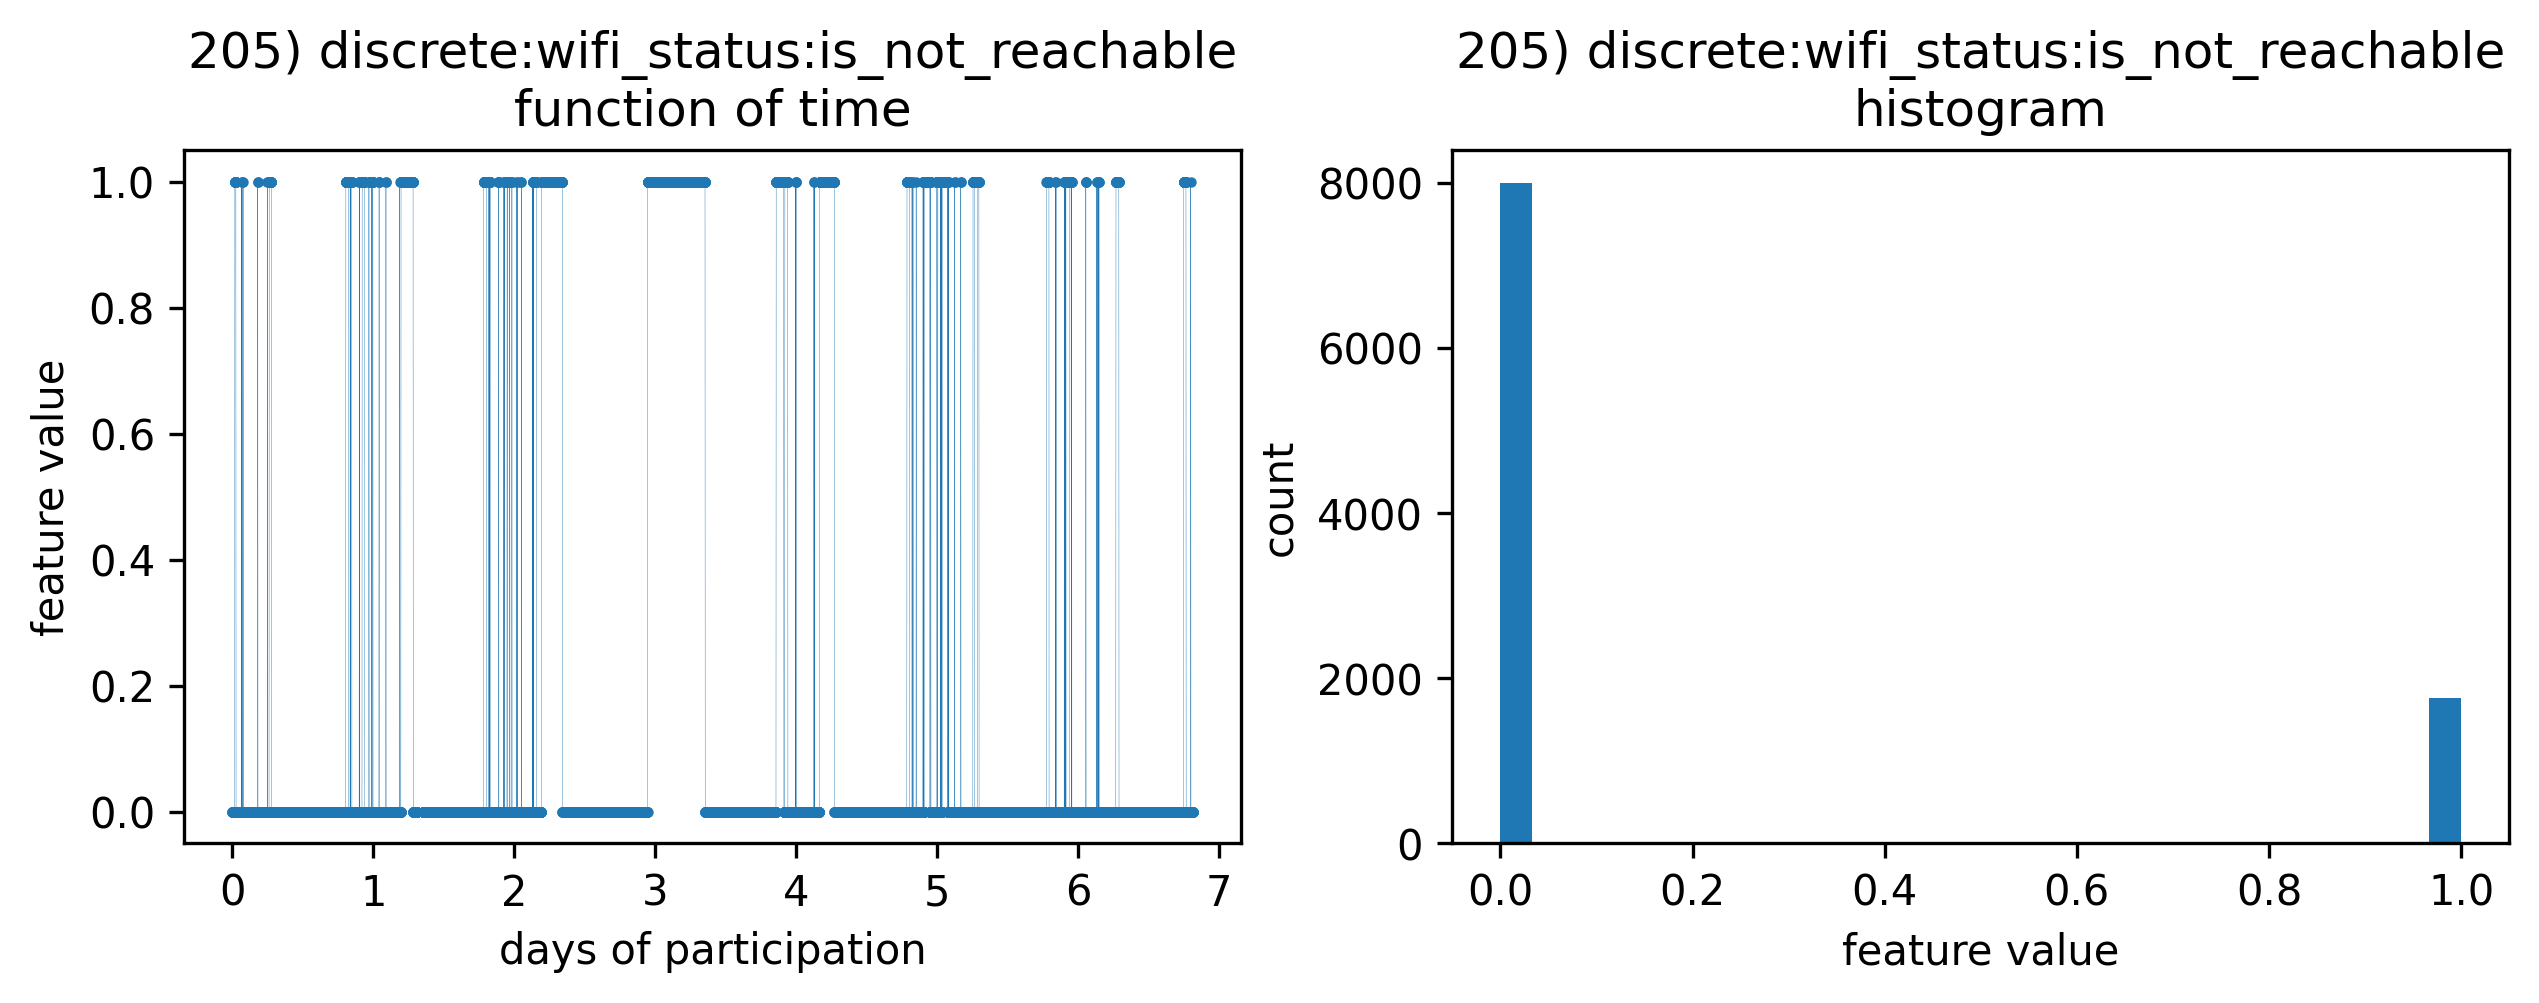 205) discrete:wifi_status:is_not_reachable
function of time
1.0
0.8
0.6
0.4
0.2
0.0
feature value
0 1 2 3 4 5 6 7
days of participation
205) discrete:wifi_status:is_not_reachable
histogram
8000
6000
4000
2000
0
count
0.0 0.2 0.4 0.6 0.8 1.0
feature value